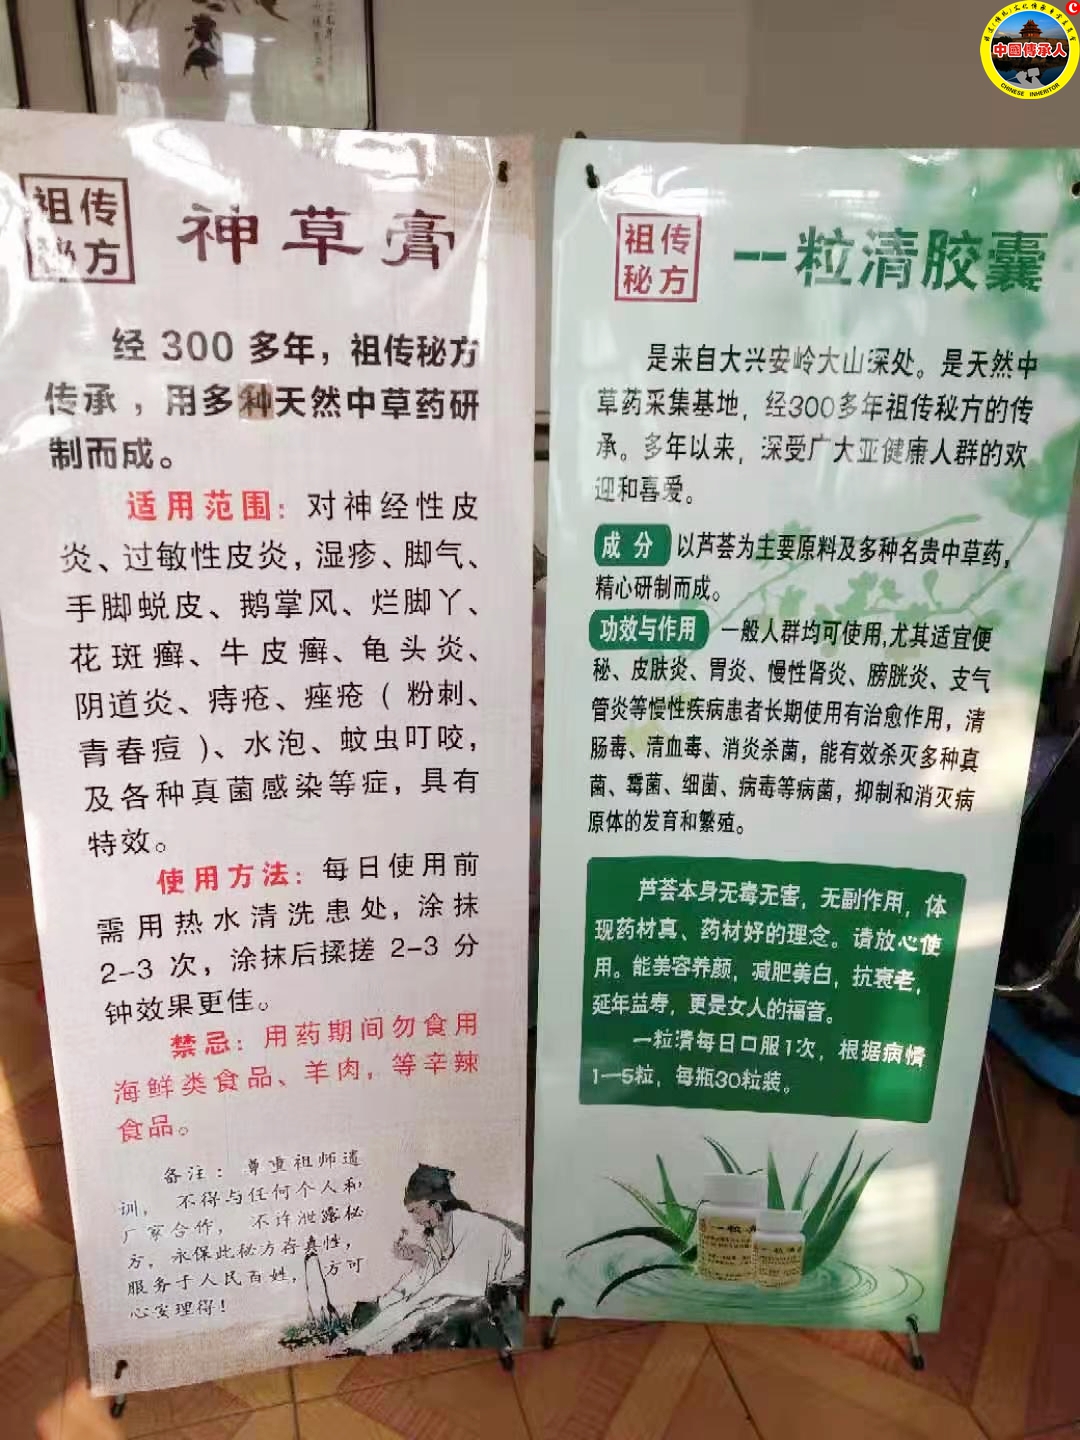 中國傳承人
CHINESE INHERITOR
祖传
秘方
神草膏
经300多年，祖传秘方
传承，用多种天然中草药研
制而成。
适用范围：对神经性皮
炎、过敏性皮炎，湿疹、脚气、
手脚蜕皮、鹅掌风、烂脚丫、
花斑癣、牛皮癣、龟头炎、
阴道炎、痔疮、痤疮（粉刺、
青春痘）、水泡、蚊虫叮咬，
及各种真菌感染等症，具有
特效。
使用方法：每日使用前
需用热水清洗患处，涂抹
2-3次，涂抹后揉搓2-3分
钟效果更佳。
禁忌：用药期间勿食用
海鲜类食品、羊肉，等辛辣
食品。
备注：尊重祖师遗
训，不得与任何个人和
厂家合作，不许泄露秘
方，永保此秘方存真性，
服务于人民百姓，方可
心安理得！
祖传
秘方
一粒清胶囊
是来自大兴安岭大山深处。是天然中
草药采集基地，经300多年祖传秘方的传
承。多年以来，深受广大亚健康人群的欢
迎和喜爱。
成分 以芦荟为主要原料及多种名贵中草药，
精心研制而成。
功效与作用 一般人群均可使用,尤其适宜便
秘、皮肤炎、胃炎、慢性肾炎、膀胱炎、支气
管炎等慢性疾病患者长期使用有治愈作用，清
肠毒、清血毒、消炎杀菌，能有效杀灭多种真
菌、霉菌、细菌、病毒等病菌，抑制和消灭病
原体的发育和繁殖。
芦荟本身无毒无害，无副作用，体
现药材真、药材好的理念。请放心使
用。能美容养颜，减肥美白，抗衰老，
延年益寿，更是女人的福音。
一粒清每日口服1次，根据病情
1—5粒，每瓶30粒装。